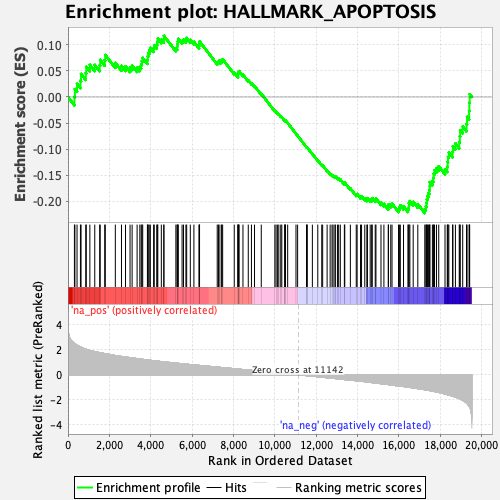 Enrichment plot: HALLMARK_APOPTOSIS
Enrichment score (ES)
0.10
0.05
0.00
-0.05
-0.10
-0.15
-0.20
'na_pos' (positively correlated)
Ranked list metric (PreRanked)
4
2
0
-2
-4
Zero cross at 11142
'na_neg' (negatively correlated)
0
2,000
4,000
6,000
8,000
10,000
12,000
14,000
16,000
18,000
20,000
Rank in Ordered Dataset
Enrichment profile
Hits
Ranking metric scores